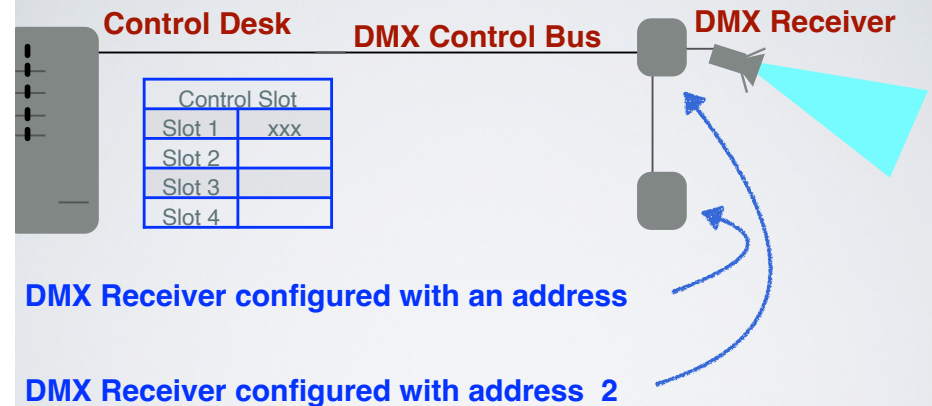 Control Desk
DMX Control Bus
DMX Receiver
Control Slot
Slot 1 xxx
Slot 2
Slot 3
Slot 4
DMX Receiver configured with an address
DMX Receiver configured with address 2